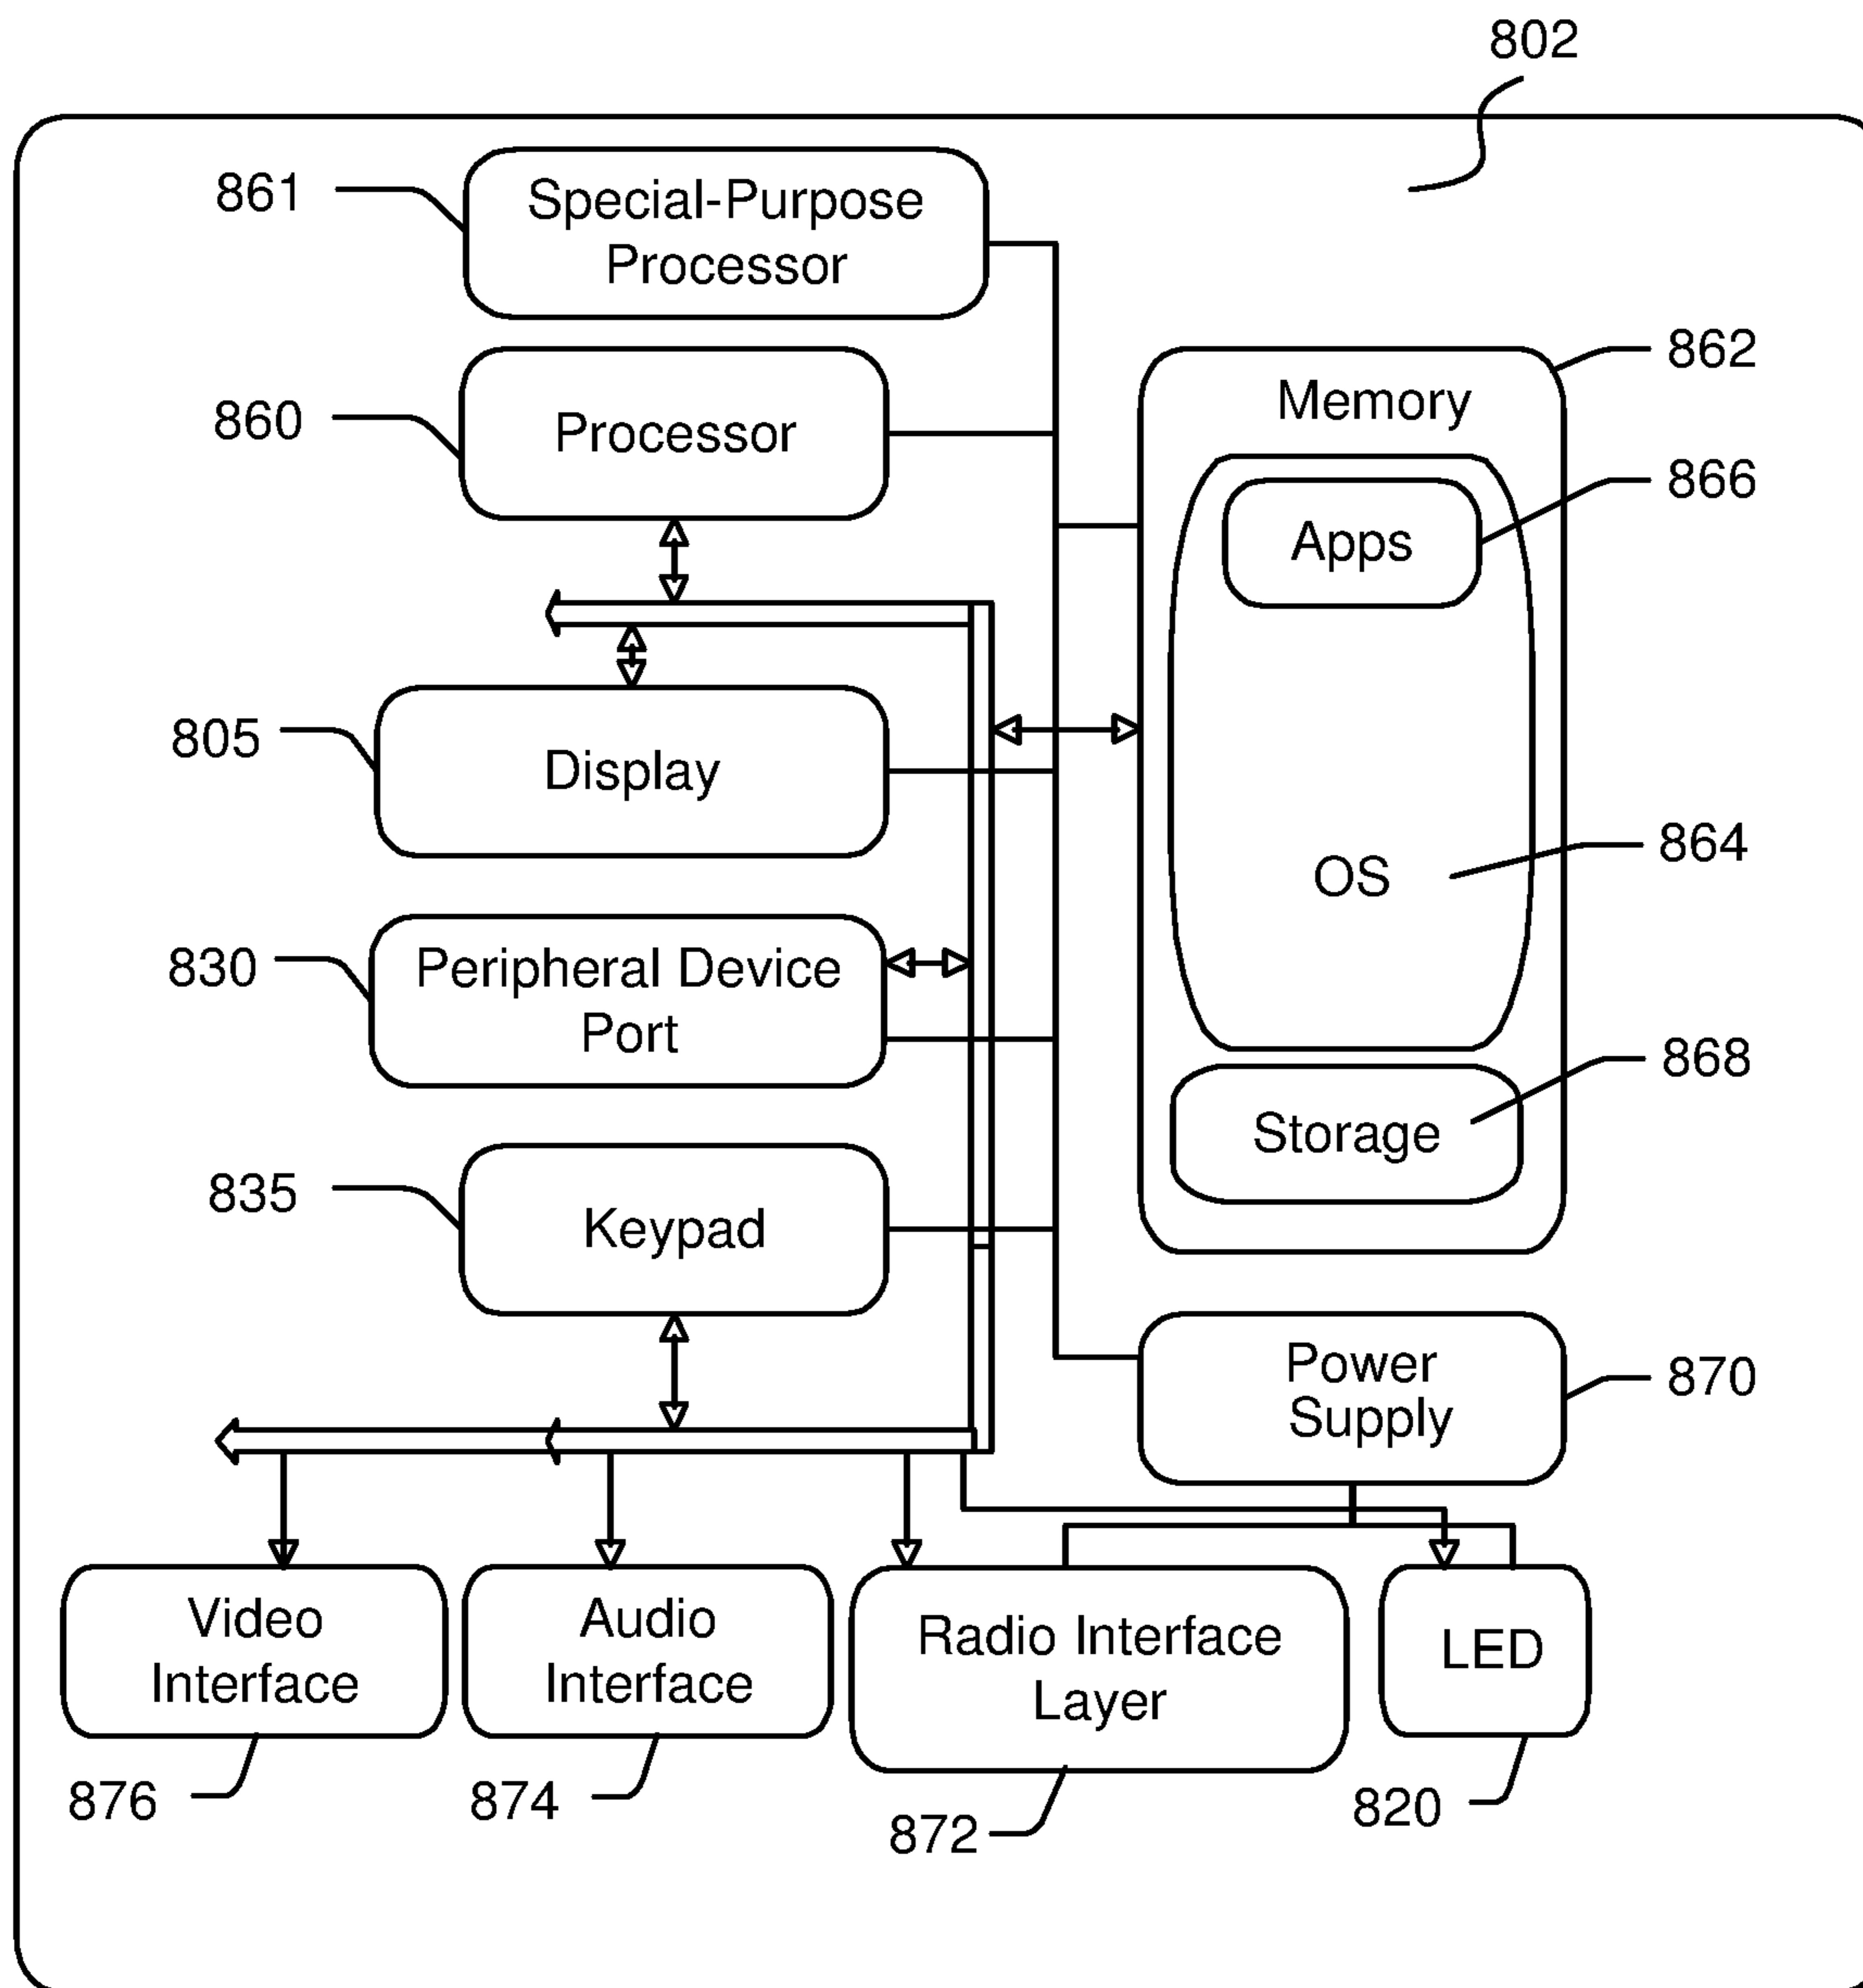 802
861
Special-Purpose
Processor
862
Memory
860
Processor
866
Apps
805
Display
864
OS
830
Peripheral Device
Port
868
Storage
835
Keypad
Power
Supply
870
Video
Interface
Audio
Interface
Radio Interface
Layer
LED
876
874
872
820